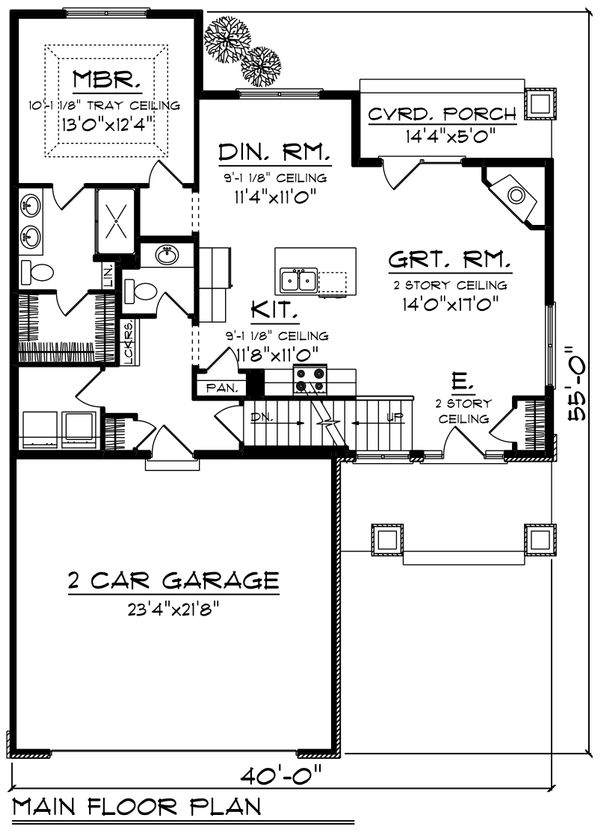 MBR.
10'-1 1/8" TRAY CEILING
13'0"x12'4"
CVRD. PORCH
14'4"x5'0"
DIN. RM.
9'-1 1/8" CEILING
11'4"x11'0"
GRT. RM.
2 STORY CEILING
14'0"x17'0"
LIN.
KIT.
9'-1 1/8" CEILING
11'8"x11'0"
LCKRS.
PAN.
E.
2 STORY
CEILING
DN.
UP
55'-0"
2 CAR GARAGE
23'4"x21'8"
40'-0"
MAIN FLOOR PLAN